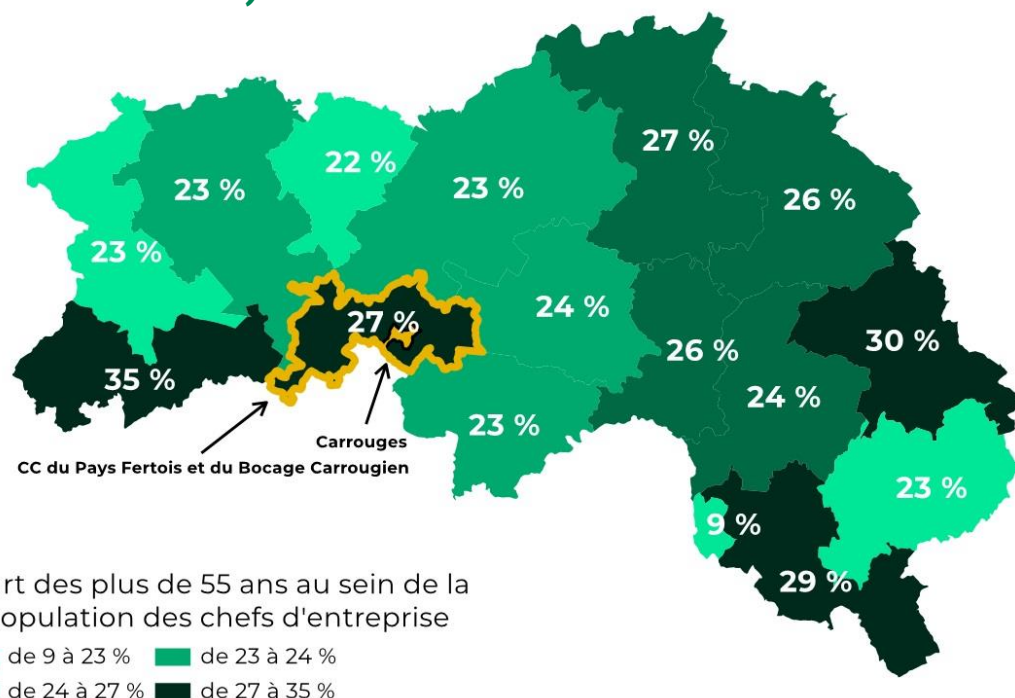 27 %
22 %
23 %
23 %
26 %
23 %
24 %
27 %
30 %
26 %
35 %
24 %
23 %
Carrouges
CC du Pays Fertois et du Bocage Carrougien
23 %
9 %
29 %
rt des plus de 55 ans au sein de la
opulation des chefs d'entreprise
de 9 à 23 % de 23 à 24 %
de 24 à 27 % de 27 à 35 %